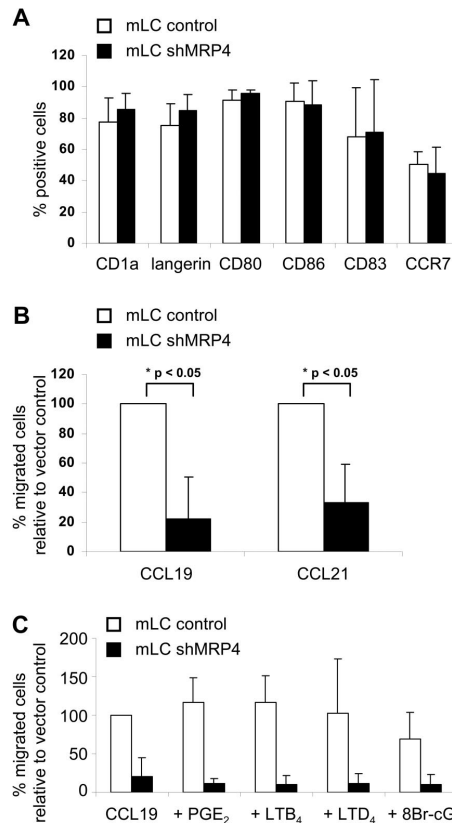 A
mLC control
mLC shMRP4
% positive cells
120
100
80
60
40
20
0
CD1a langerin CD80 CD86 CD83 CCR7
B
mLC control
mLC shMRP4
% migrated cells
relative to vector control
120
100
80
60
40
20
0
* p < 0.05 * p < 0.05
CCL19 CCL21
C
mLC control
mLC shMRP4
% migrated cells
relative to vector control
200
150
100
50
0
CCL19 + PGE₂ + LTB₄ + LTD₄ + 8Br-cG